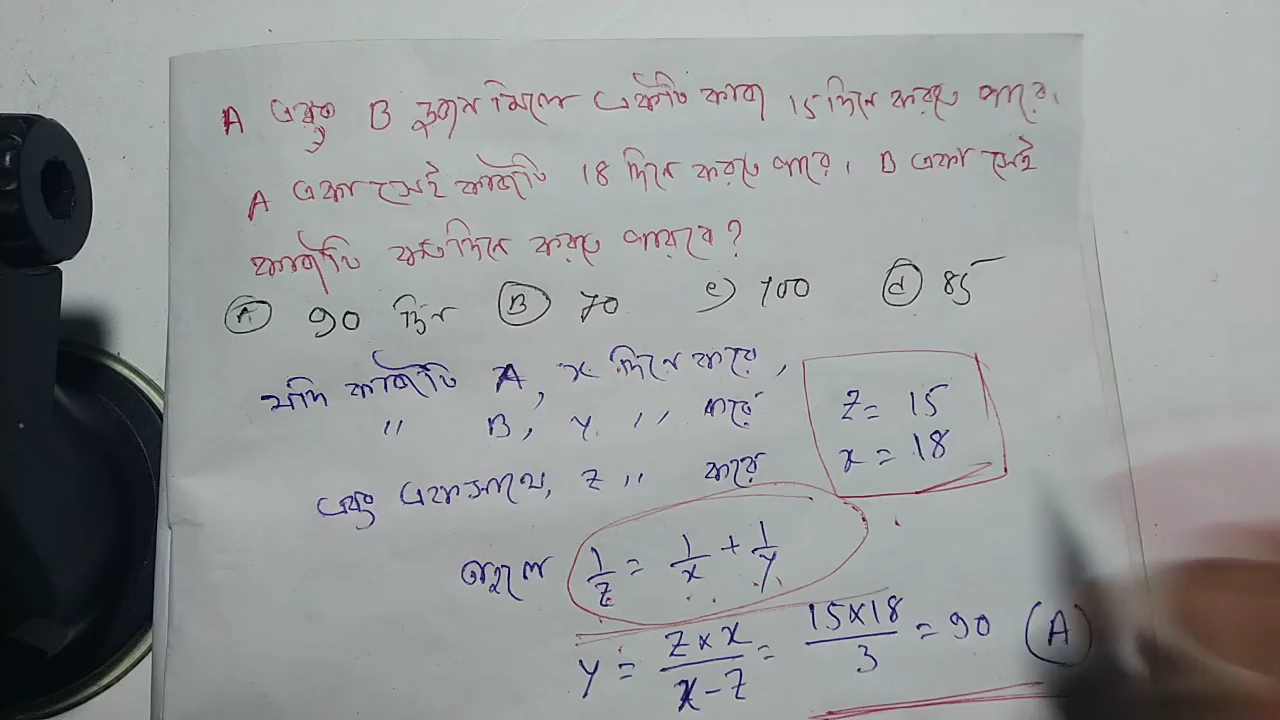 A এবং B দুজন মিলে একটি কাজ 15 দিনে করতে পারে।
A একা সেই কাজটি 18 দিনে করতে পারে। B একা সেই
কাজটি কতদিনে করতে পারবে?
(A) 90 দিন (B) 70 c) 100 (d) 85
যদি কাজটি A, x দিনে করে,
" B, y " করে
এবং একসাথে, z " করে
z = 15
x = 18
তাহলে 1/z = 1/x + 1/y
y = z×x/x-z = 15×18/3 = 90 (A)